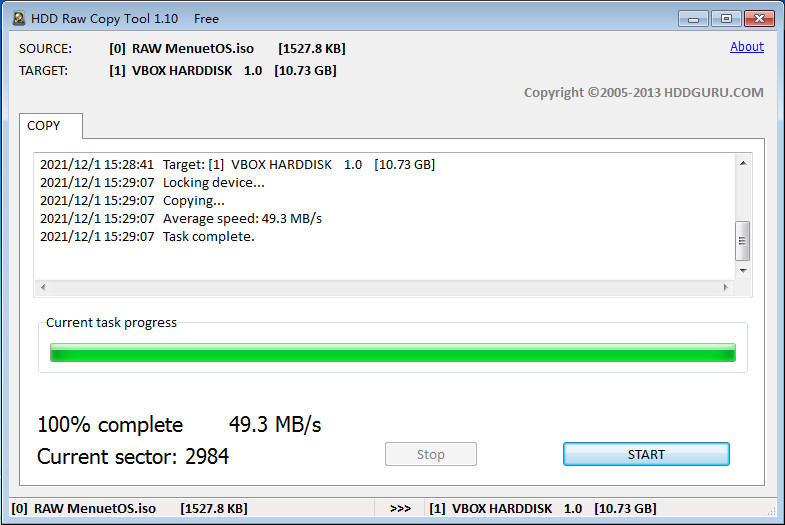 HDD Raw Copy Tool 1.10 Free
SOURCE: [0] RAW MenuetOS.iso [1527.8 KB] About
TARGET: [1] VBOX HARDDISK 1.0 [10.73 GB]
Copyright ©2005-2013 HDDGURU.COM
COPY
2021/12/1 15:28:41 Target: [1] VBOX HARDDISK 1.0 [10.73 GB]
2021/12/1 15:29:07 Locking device...
2021/12/1 15:29:07 Copying...
2021/12/1 15:29:07 Average speed: 49.3 MB/s
2021/12/1 15:29:07 Task complete.
Current task progress
100% complete 49.3 MB/s
Current sector: 2984 Stop START
[0] RAW MenuetOS.iso [1527.8 KB] >>> [1] VBOX HARDDISK 1.0 [10.73 GB]